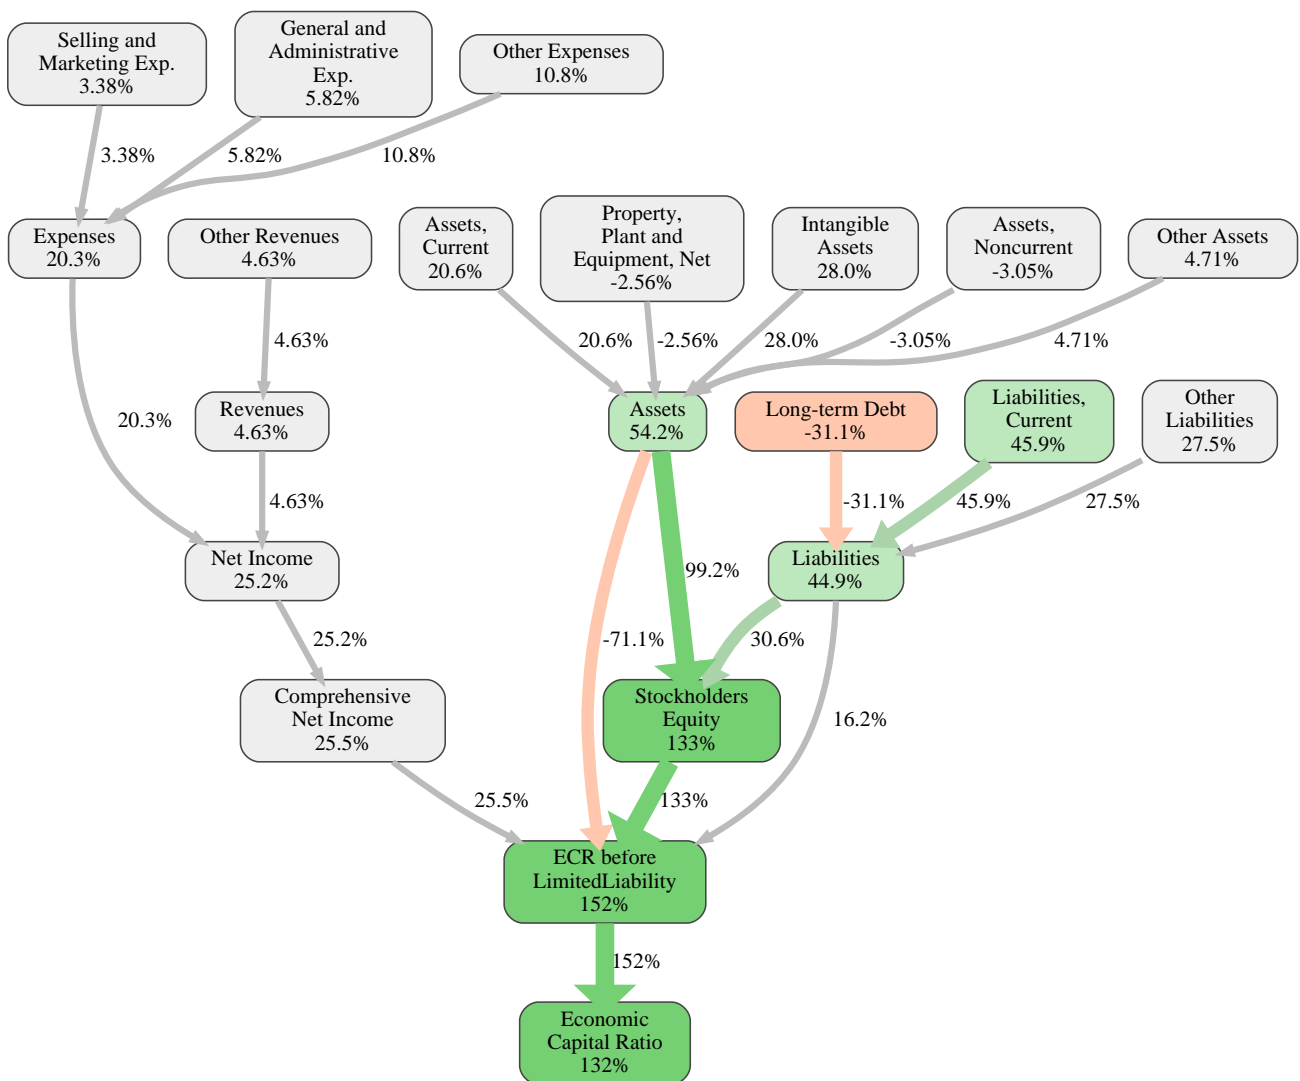 Selling and
Marketing Exp.
3.38%
General and
Administrative
Exp.
5.82%
Other Expenses
10.8%
3.38%
5.82%
10.8%
Expenses
20.3%
Other Revenues
4.63%
Assets,
Current
20.6%
Property,
Plant and
Equipment, Net
-2.56%
Intangible
Assets
28.0%
Assets,
Noncurrent
-3.05%
Other Assets
4.71%
4.63%
20.6%
-2.56%
28.0%
-3.05%
4.71%
20.3%
Revenues
4.63%
Assets
54.2%
Long-term Debt
-31.1%
Liabilities,
Current
45.9%
Other
Liabilities
27.5%
4.63%
-31.1%
45.9%
27.5%
Net Income
25.2%
99.2%
Liabilities
44.9%
25.2%
-71.1%
30.6%
Comprehensive
Net Income
25.5%
Stockholders
Equity
133%
16.2%
25.5%
133%
ECR before
LimitedLiability
152%
152%
Economic
Capital Ratio
132%